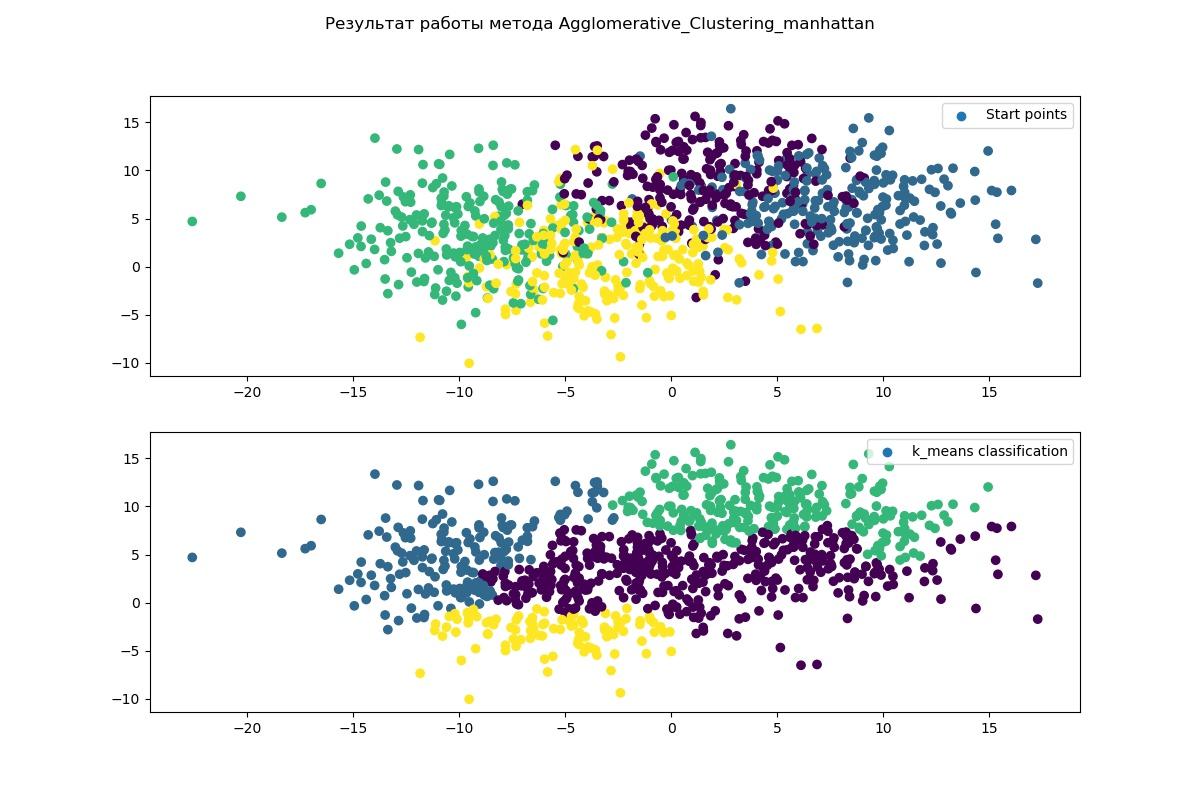 Результат работы метода Agglomerative_Clustering_manhattan
15
10
5
0
−5
−10
Start points
−20 −15 −10 −5 0 5 10 15
15
10
5
0
−5
−10
k_means classification
−20 −15 −10 −5 0 5 10 15